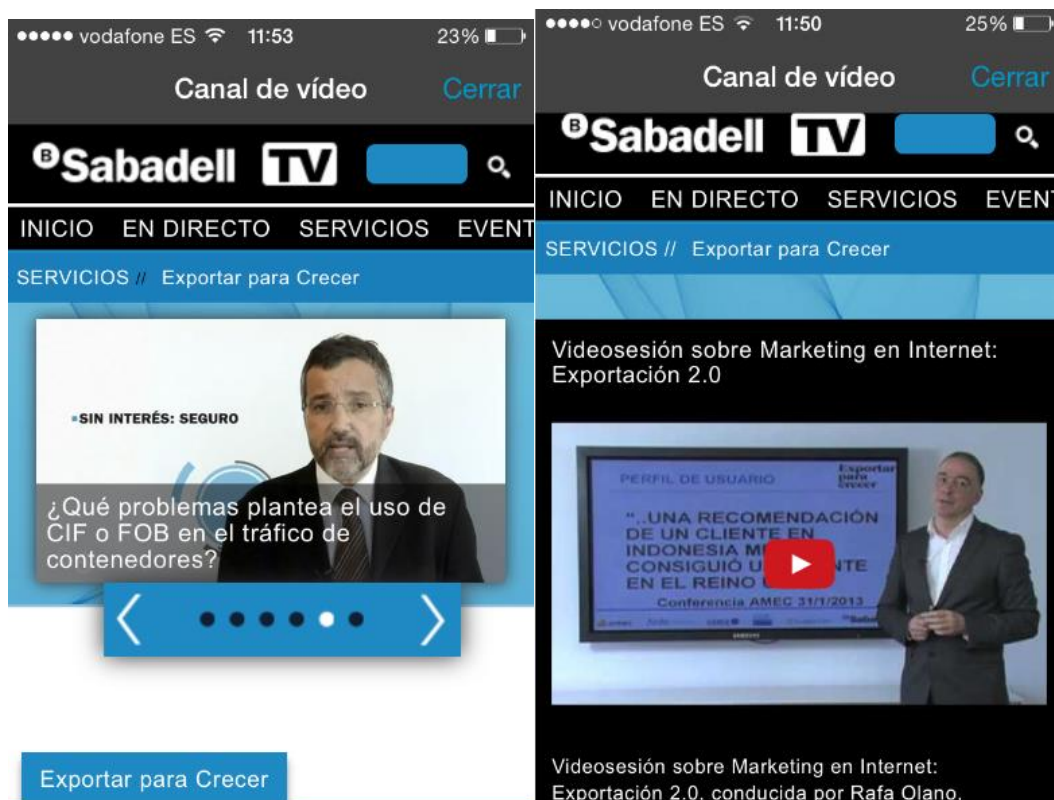 vodafone ES 11:53 23%
Canal de vídeo Cerrar
BSabadell TV
INICIO EN DIRECTO SERVICIOS EVENT
SERVICIOS // Exportar para Crecer
▪SIN INTERÉS: SEGURO
¿Qué problemas plantea el uso de
CIF o FOB en el tráfico de
contenedores?
Exportar para Crecer
vodafone ES 11:50 25%
Canal de vídeo Cerrar
BSabadell TV
INICIO EN DIRECTO SERVICIOS EVEN
SERVICIOS // Exportar para Crecer
Videosesión sobre Marketing en Internet:
Exportación 2.0
PERFIL DE USUARIO
Exportar
para
crecer
"..UNA RECOMENDACIÓN
DE UN CLIENTE EN
INDONESIA
CONSIGUIÓ
EN EL REINO
Conferencia AMEC 31/1/2013
SAMSUNG
Videosesión sobre Marketing en Internet:
Exportación 2.0, conducida por Rafa Olano,